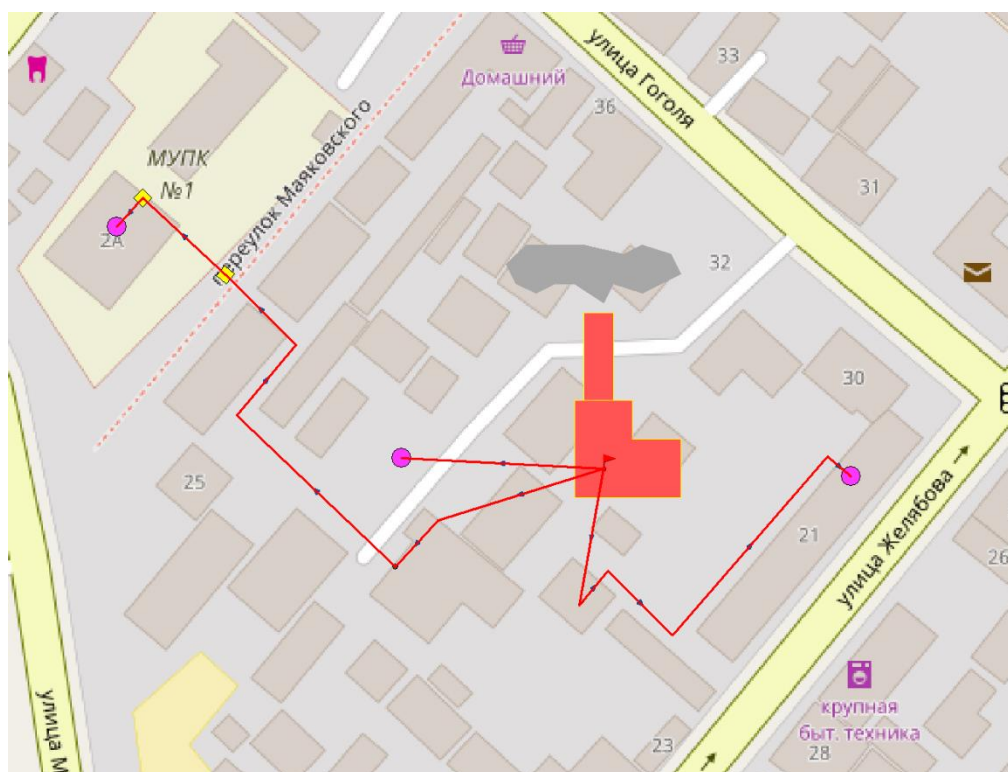 Домашний
улица Гоголя
33
36
МУПК
№1
переулок Маяковского
31
2А
32
30
25
21
улица Желябова
26
улица М
крупная
быт. техника
23
28